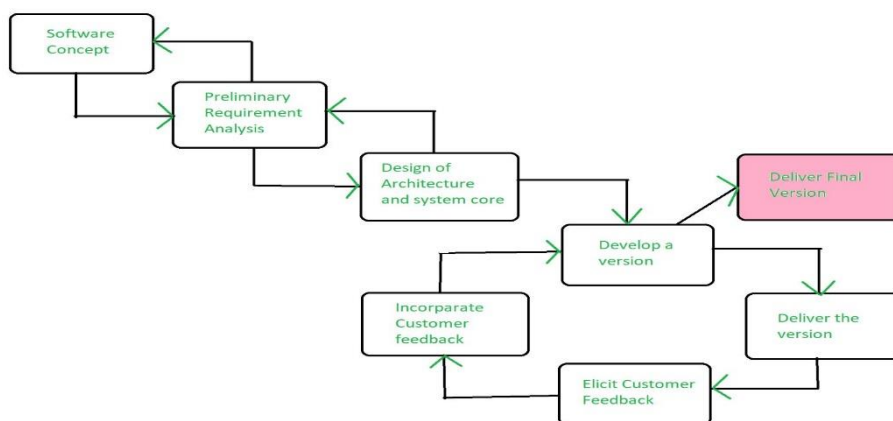 Software
Concept
Preliminary
Requirement
Analysis
Design of
Architecture
and system core
Deliver Final
Version
Develop a
version
Incorparate
Customer
feedback
Deliver the
version
Elicit Customer
Feedback